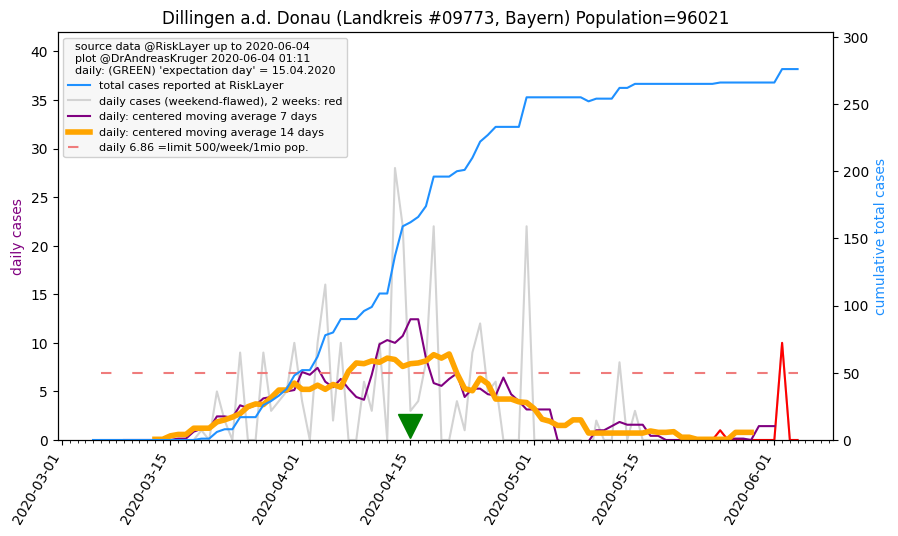 Dillingen a.d. Donau (Landkreis #09773, Bayern) Population=96021
source data @RiskLayer up to 2020-06-04
plot @DrAndreasKruger 2020-06-04 01:11
daily: (GREEN) 'expectation day' = 15.04.2020
total cases reported at RiskLayer
daily cases (weekend-flawed), 2 weeks: red
daily: centered moving average 7 days
daily: centered moving average 14 days
daily 6.86 =limit 500/week/1mio pop.
daily cases
40
35
30
25
20
15
10
5
0
cumulative total cases
300
250
200
150
100
50
0
2020-03-01
2020-03-15
2020-04-01
2020-04-15
2020-05-01
2020-05-15
2020-06-01